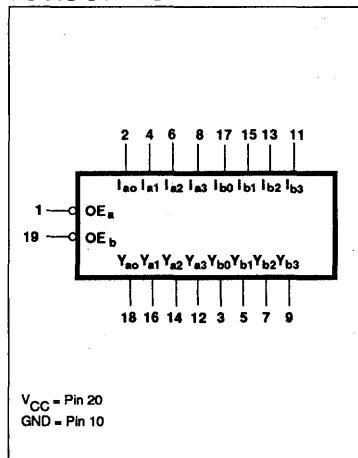 2 4 6 8 17 15 13 11
Iao Ia1 Ia2 Ia3 Ib0 Ib1 Ib2 Ib3
1 OEa
19 OEb
Yao Ya1 Ya2 Ya3 Yb0 Yb1 Yb2 Yb3
18 16 14 12 3 5 7 9
VCC = Pin 20
GND = Pin 10